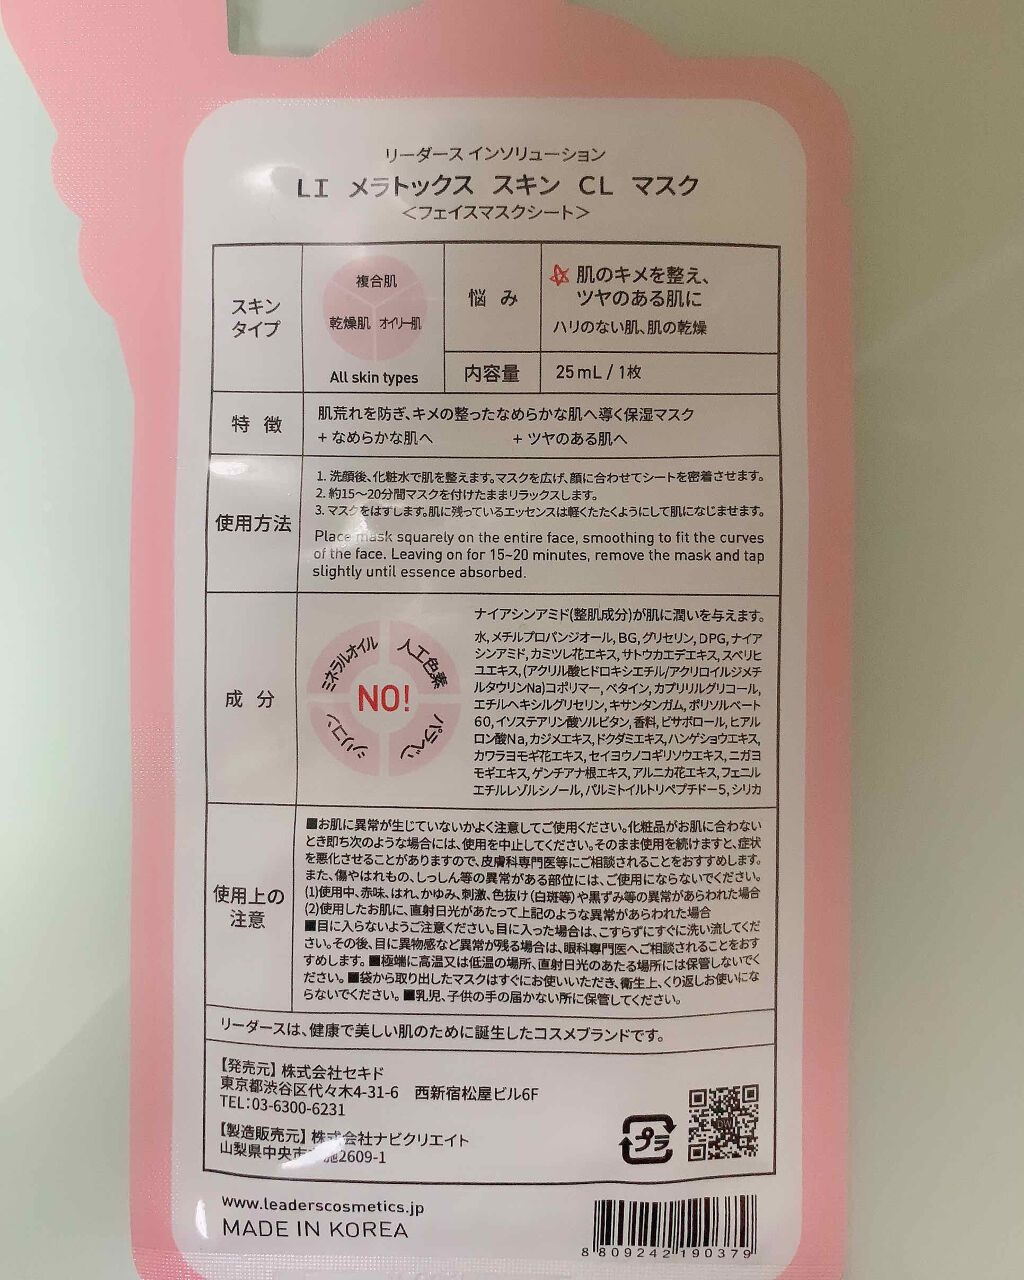 リーダース インソリューション
LI メラトックス スキン CL マスク
＜フェイスマスクシート＞
スキン
タイプ
複合肌
乾燥肌 オイリー肌
All skin types
悩み
肌のキメを整え、
ツヤのある肌に
ハリのない肌、肌の乾燥
内容量
25mL / 1枚
特徴
肌荒れを防ぎ、キメの整ったなめらかな肌へ導く保湿マスク
+ なめらかな肌へ + ツヤのある肌へ
使用方法
1. 洗顔後、化粧水で肌を整えます。マスクを広げ、顔に合わせてシートを密着させます。
2. 約15～20分間マスクを付けたままリラックスします。
3. マスクをはずします。肌に残っているエッセンスは軽くたたくようにして肌になじませます。
Place mask squarely on the entire face, smoothing to fit the curves
of the face. Leaving on for 15~20 minutes, remove the mask and tap
slightly until essence absorbed.
成分
ミネラルオイル
人工色素
NO!
シリコン
パラベン
ナイアシンアミド(整肌成分)が肌に潤いを与えます。
水, メチルプロパンジオール, BG, グリセリン, DPG, ナイア
シンアミド, カミツレ花エキス, サトウカエデエキス, スベリヒ
ユエキス, (アクリル酸ヒドロキシエチル/アクリロイルジメチ
ルタウリンNa)コポリマー, ベタイン, カプリリルグリコール,
エチルヘキシルグリセリン, キサンタンガム, ポリソルベート
60, イソステアリン酸ソルビタン, 香料, ビサボロール, ヒアル
ロン酸Na, カジメエキス, ドクダミエキス, ハンゲショウエキス,
カワラヨモギ花エキス, セイヨウノコギリソウエキス, ニガヨ
モギエキス, ゲンチアナ根エキス, アルニカ花エキス, フェニル
エチルレゾルシノール, パルミトイルトリペプチド－5, シリカ
使用上の
注意
■お肌に異常が生じていないかよく注意してご使用ください。化粧品がお肌に合わない
とき即ち次のような場合には、使用を中止してください。そのまま使用を続けますと、症状
を悪化させることがありますので、皮膚科専門医等にご相談されることをおすすめします。
また、傷やはれもの、しっしん等の異常がある部位には、ご使用にならないでください。
(1)使用中、赤味、はれ、かゆみ、刺激、色抜け(白斑等)や黒ずみ等の異常があらわれた場合
(2)使用したお肌に、直射日光があたって上記のような異常があらわれた場合
■目に入らないようご注意ください。目に入った場合は、こすらずにすぐに洗い流してくだ
さい。その後、目に異物感など異常が残る場合は、眼科専門医へご相談されることをおす
すめします。■極端に高温又は低温の場所、直射日光のあたる場所には保管しないでく
ださい。■袋から取り出したマスクはすぐにお使いいただき、衛生上、くり返しお使いにな
らないでください。■乳児、子供の手の届かない所に保管してください。
リーダースは、健康で美しい肌のために誕生したコスメブランドです。
【発売元】株式会社セキド
東京都渋谷区代々木4-31-6 西新宿松屋ビル6F
TEL:03-6300-6231
【製造販売元】株式会社ナビクリエイト
山梨県中央市 2609-1
プラ
www.leaderscosmetics.jp
MADE IN KOREA
8 809242 190379